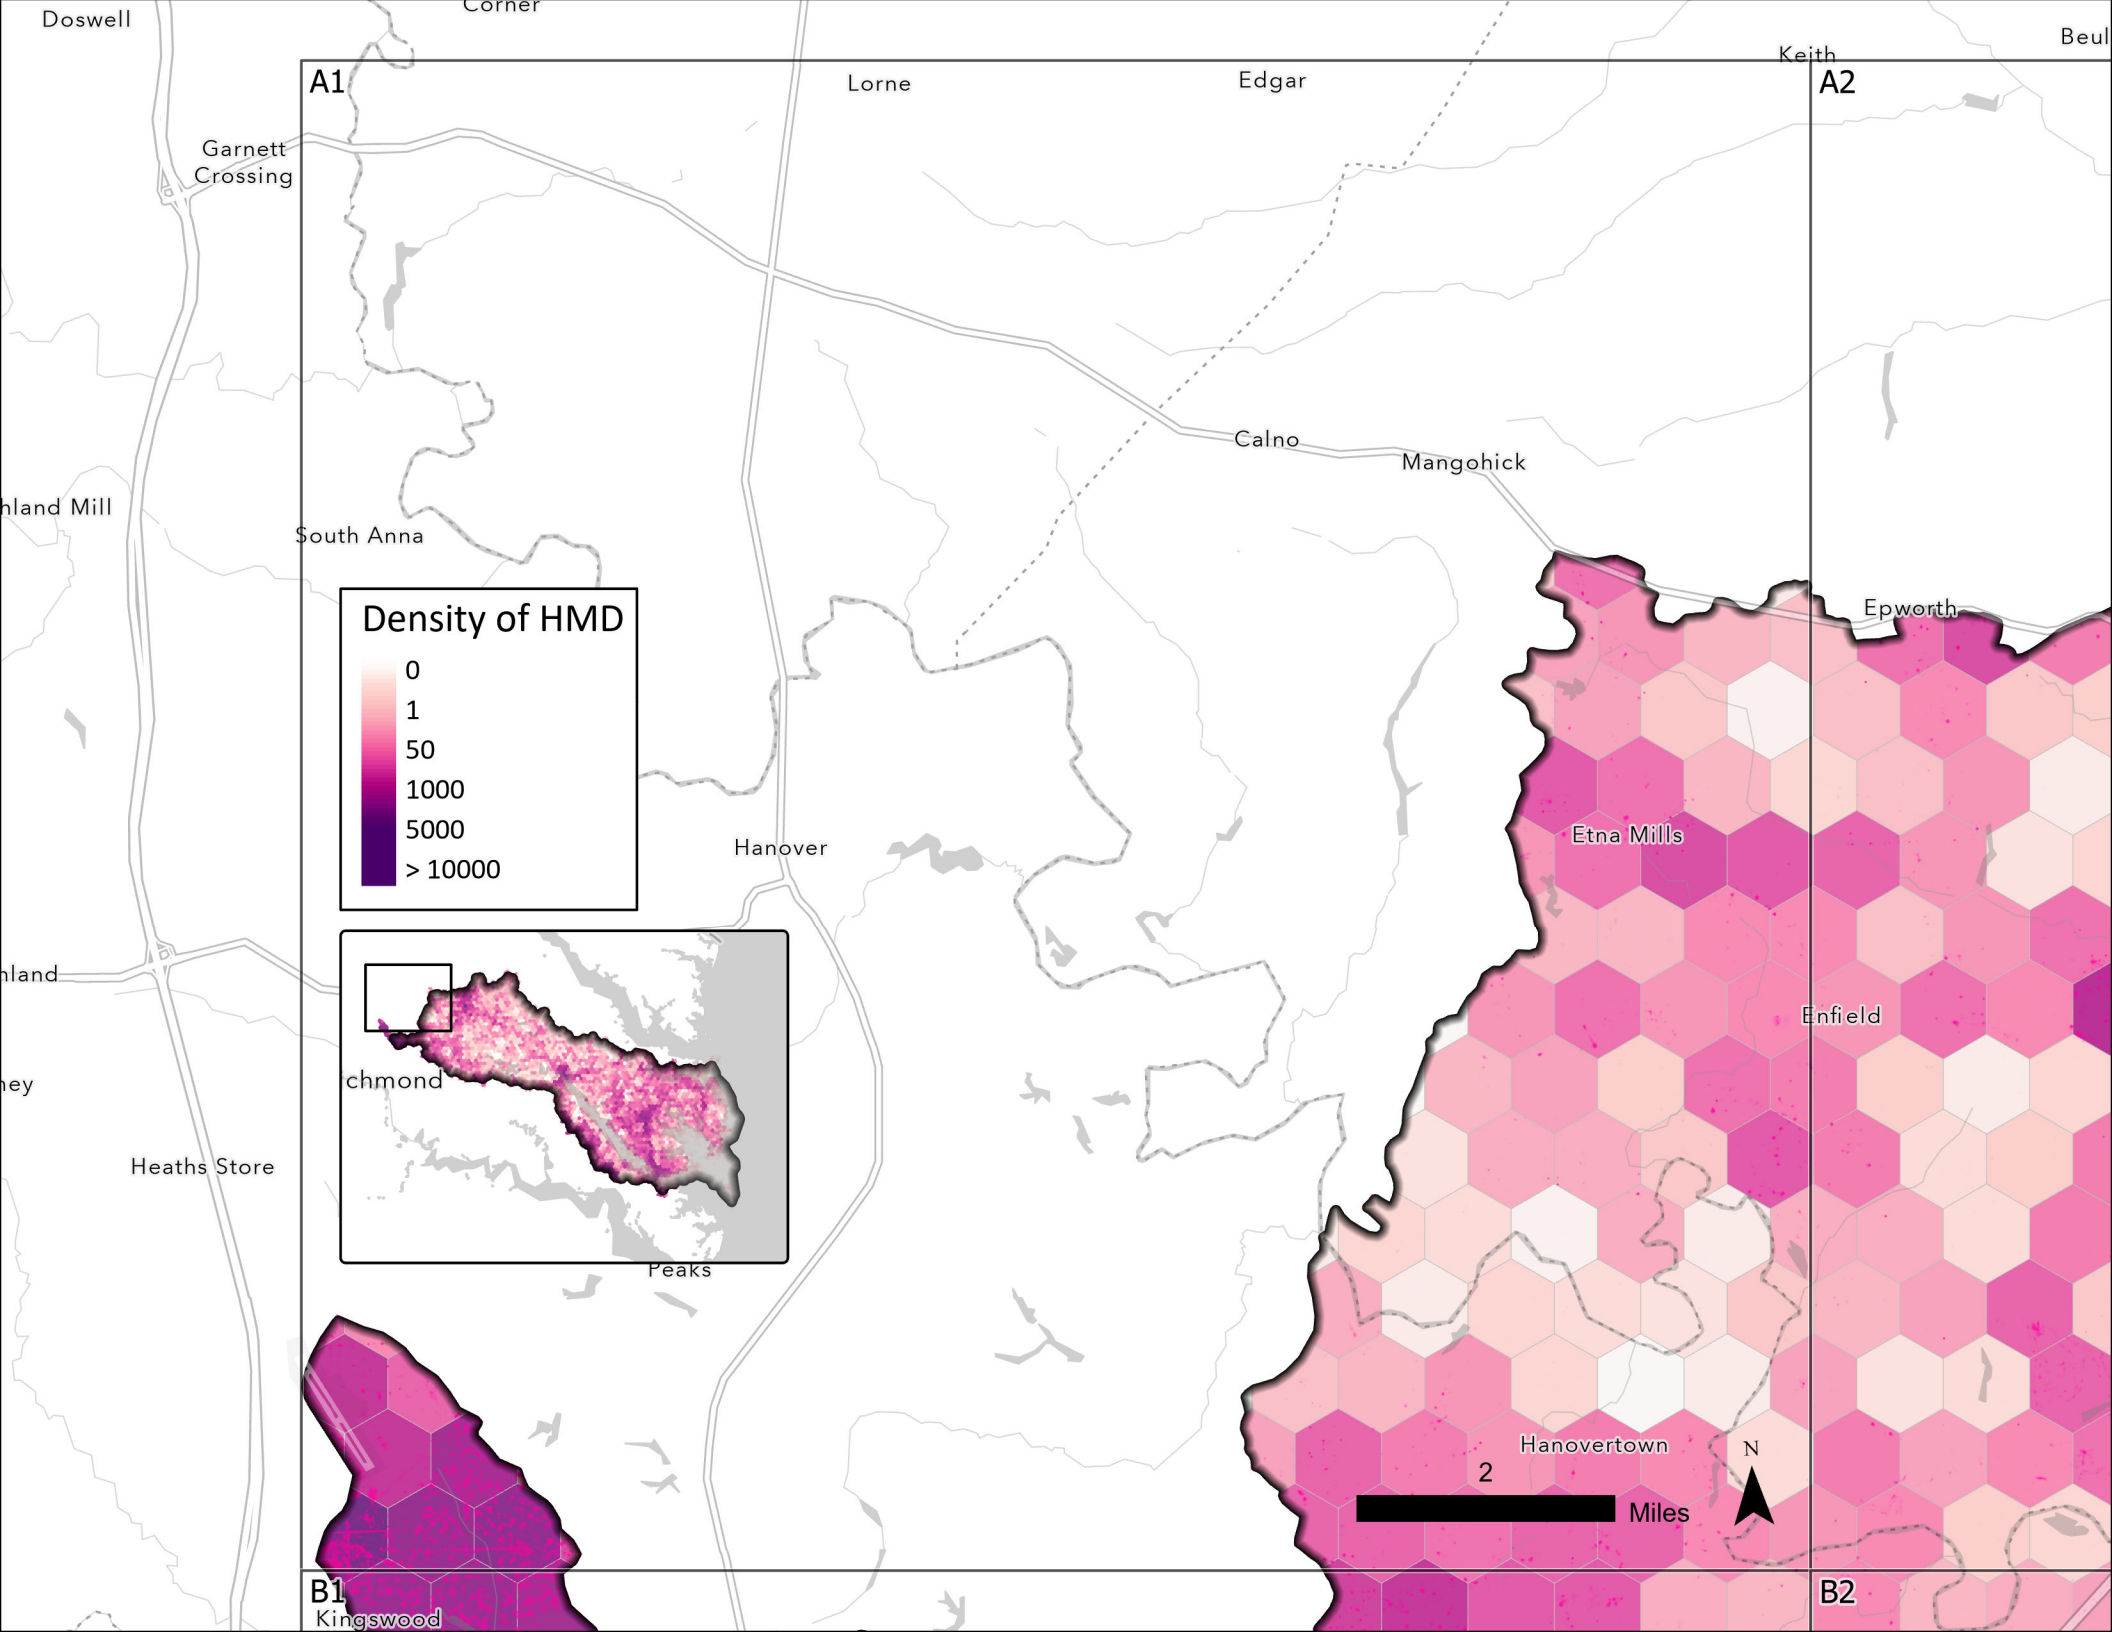 Doswell
Corner
Beul
Keith
A1
A2
Lorne
Edgar
Garnett
Crossing
Calno
Mangohick
hland Mill
South Anna
Epworth
Density of HMD
0
1
50
1000
5000
> 10000
Hanover
Etna Mills
hland
Enfield
ney
ichmond
Heaths Store
Peaks
Hanovertown
N
2
Miles
B1
B2
Kingswood